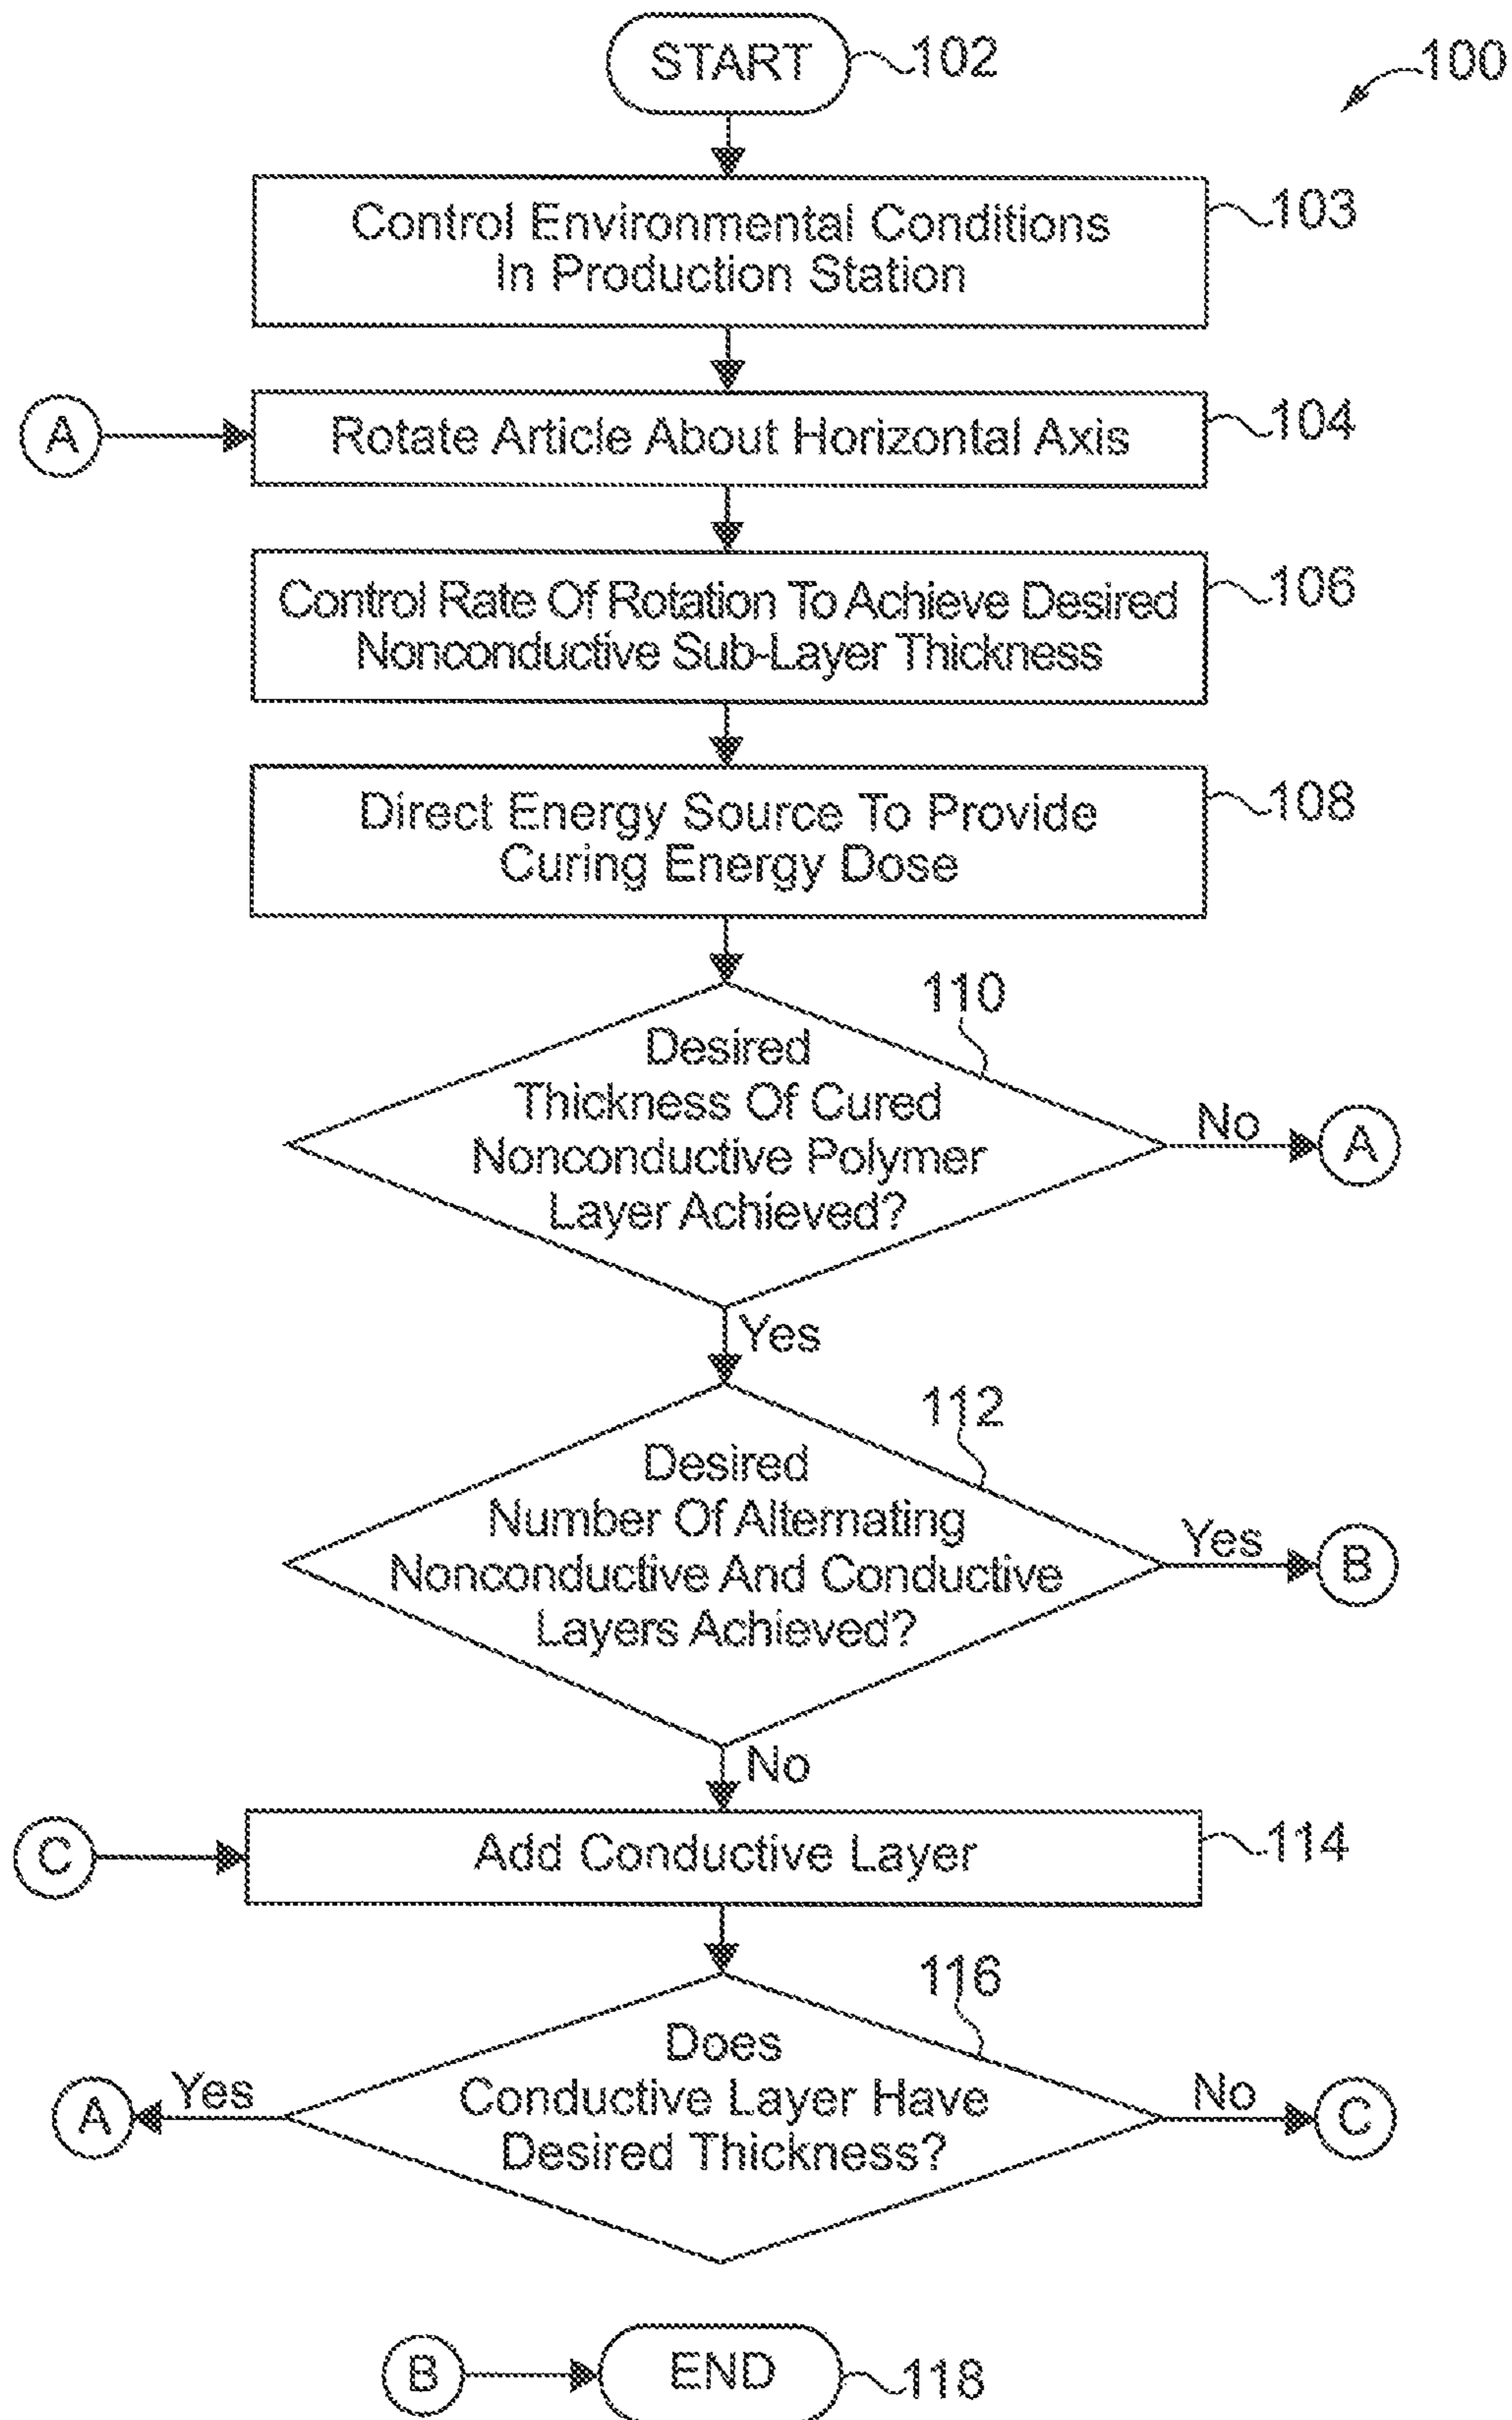 START
102
100
Control Environmental Conditions
In Production Station
103
A
Rotate Article About Horizontal Axis
104
Control Rate Of Rotation To Achieve Desired
Nonconductive Sub-Layer Thickness
106
Direct Energy Source To Provide
Curing Energy Dose
108
110
Desired
Thickness Of Cured
Nonconductive Polymer
Layer Achieved?
No
A
Yes
112
Desired
Number Of Alternating
Nonconductive And Conductive
Layers Achieved?
Yes
B
No
C
Add Conductive Layer
114
116
Does
Conductive Layer Have
Desired Thickness?
Yes
A
No
C
B
END
118